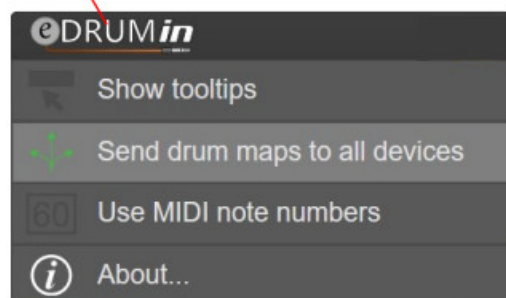 eDRUMin
Show tooltips
Send drum maps to all devices
60 Use MIDI note numbers
i About...